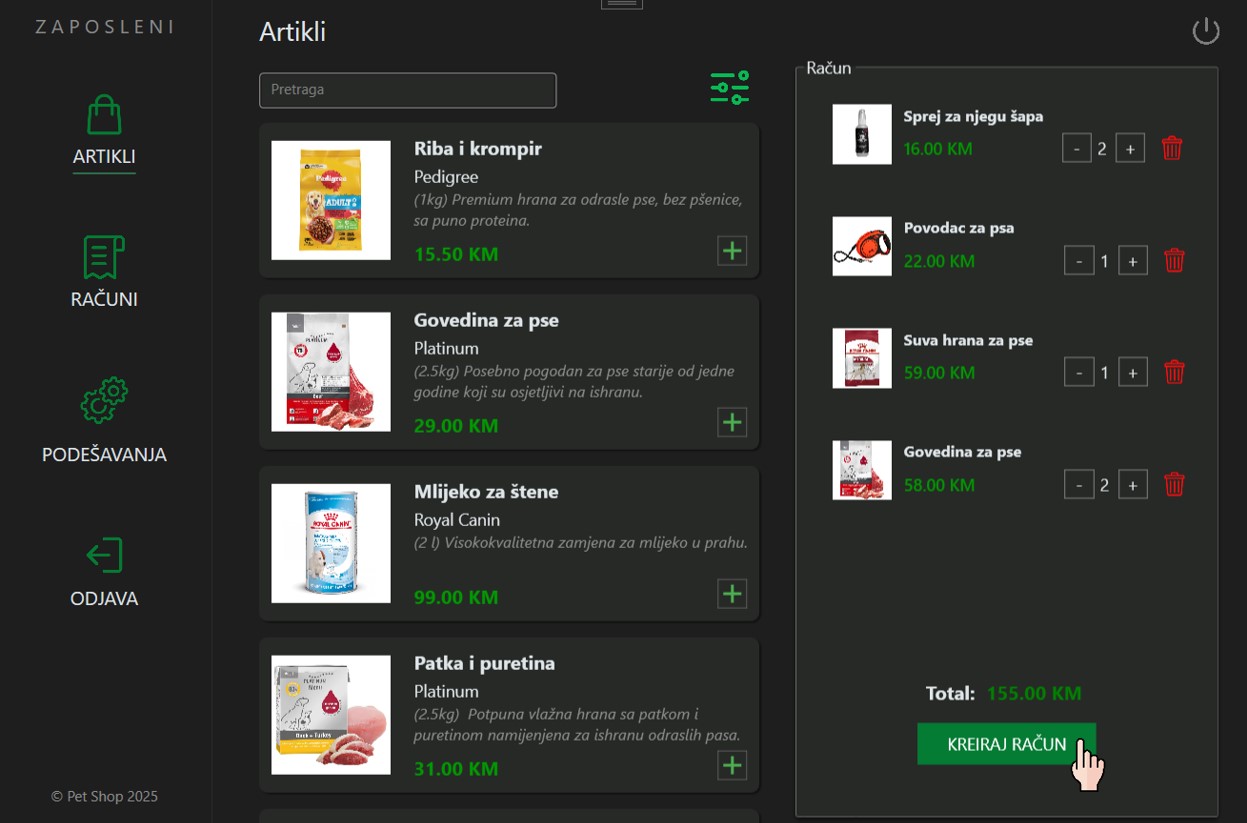 ZAPOSLENI
ARTIKLI
RAČUNI
PODEŠAVANJA
ODJAVA
© Pet Shop 2025
Artikli
Pretraga
Riba i krompir
Pedigree
(1kg) Premium hrana za odrasle pse, bez pšenice,
sa puno proteina.
15.50 KM
+
Govedina za pse
Platinum
(2.5kg) Posebno pogodan za pse starije od jedne
godine koji su osjetljivi na ishranu.
29.00 KM
+
Mlijeko za štene
Royal Canin
(2 l) Visokokvalitetna zamjena za mlijeko u prahu.
99.00 KM
+
Patka i puretina
Platinum
(2.5kg) Potpuna vlažna hrana sa patkom i
puretinom namijenjena za ishranu odraslih pasa.
31.00 KM
+
Račun
Sprej za njegu šapa
16.00 KM
- 2 +
Povodac za psa
22.00 KM
- 1 +
Suva hrana za pse
59.00 KM
- 1 +
Govedina za pse
58.00 KM
- 2 +
Total: 155.00 KM
KREIRAJ RAČUN